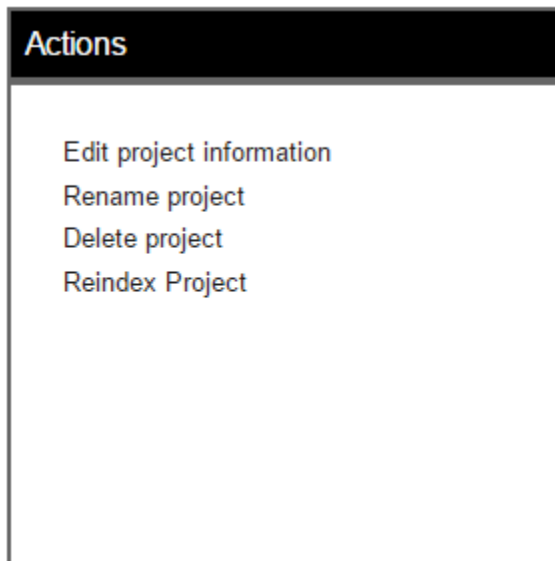 Actions
Edit project information
Rename project
Delete project
Reindex Project